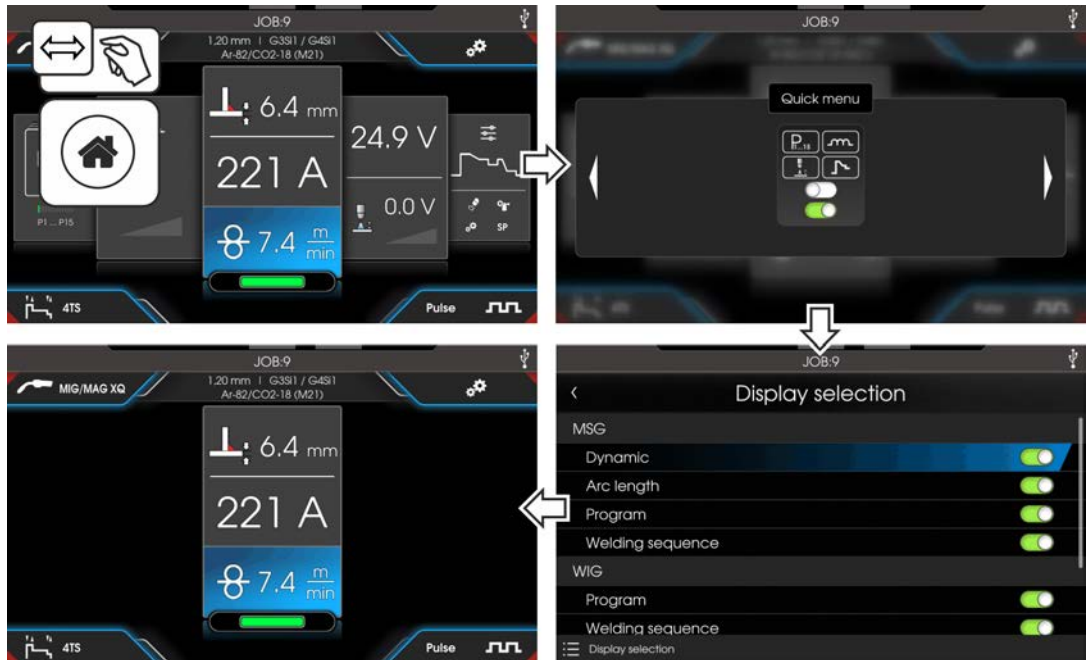 JOB:9
1,20 mm I G3Si1 / G4Si1
Ar-82/CO2-18 (M21)
6.4 mm
221 A
7.4 m/min
24.9 V
0.0 V
P1 ... P15
SP
4TS
Pulse
JOB:9
Quick menu
P1...15
JOB:9
1,20 mm I G3Si1 / G4Si1
Ar-82/CO2-18 (M21)
MIG/MAG XQ
6.4 mm
221 A
7.4 m/min
4TS
Pulse
JOB:9
Display selection
MSG
Dynamic
Arc length
Program
Welding sequence
WIG
Program
Welding sequence
Display selection